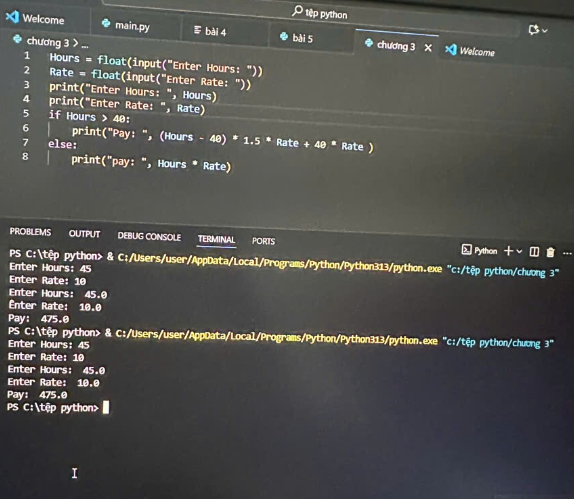 tệp python
Welcome
main.py
bài 4
bài 5
chương 3
Welcome
chương 3 > ...
1 Hours = float(input("Enter Hours: "))
2 Rate = float(input("Enter Rate: "))
3 print("Enter Hours: ", Hours)
4 print("Enter Rate: ", Rate)
5 if Hours > 40:
6 print("Pay: ", (Hours - 40) * 1.5 * Rate + 40 * Rate )
7 else:
8 print("pay: ", Hours * Rate)
PROBLEMS OUTPUT DEBUG CONSOLE TERMINAL PORTS
Python
PS C:\tệp python> & C:/Users/user/AppData/Local/Programs/Python/Python313/python.exe "c:/tệp python/chương 3"
Enter Hours: 45
Enter Rate: 10
Enter Hours:  45.0
Enter Rate:  10.0
Pay:  475.0
PS C:\tệp python> & C:/Users/user/AppData/Local/Programs/Python/Python313/python.exe "c:/tệp python/chương 3"
Enter Hours: 45
Enter Rate: 10
Enter Hours:  45.0
Enter Rate:  10.0
Pay:  475.0
PS C:\tệp python>